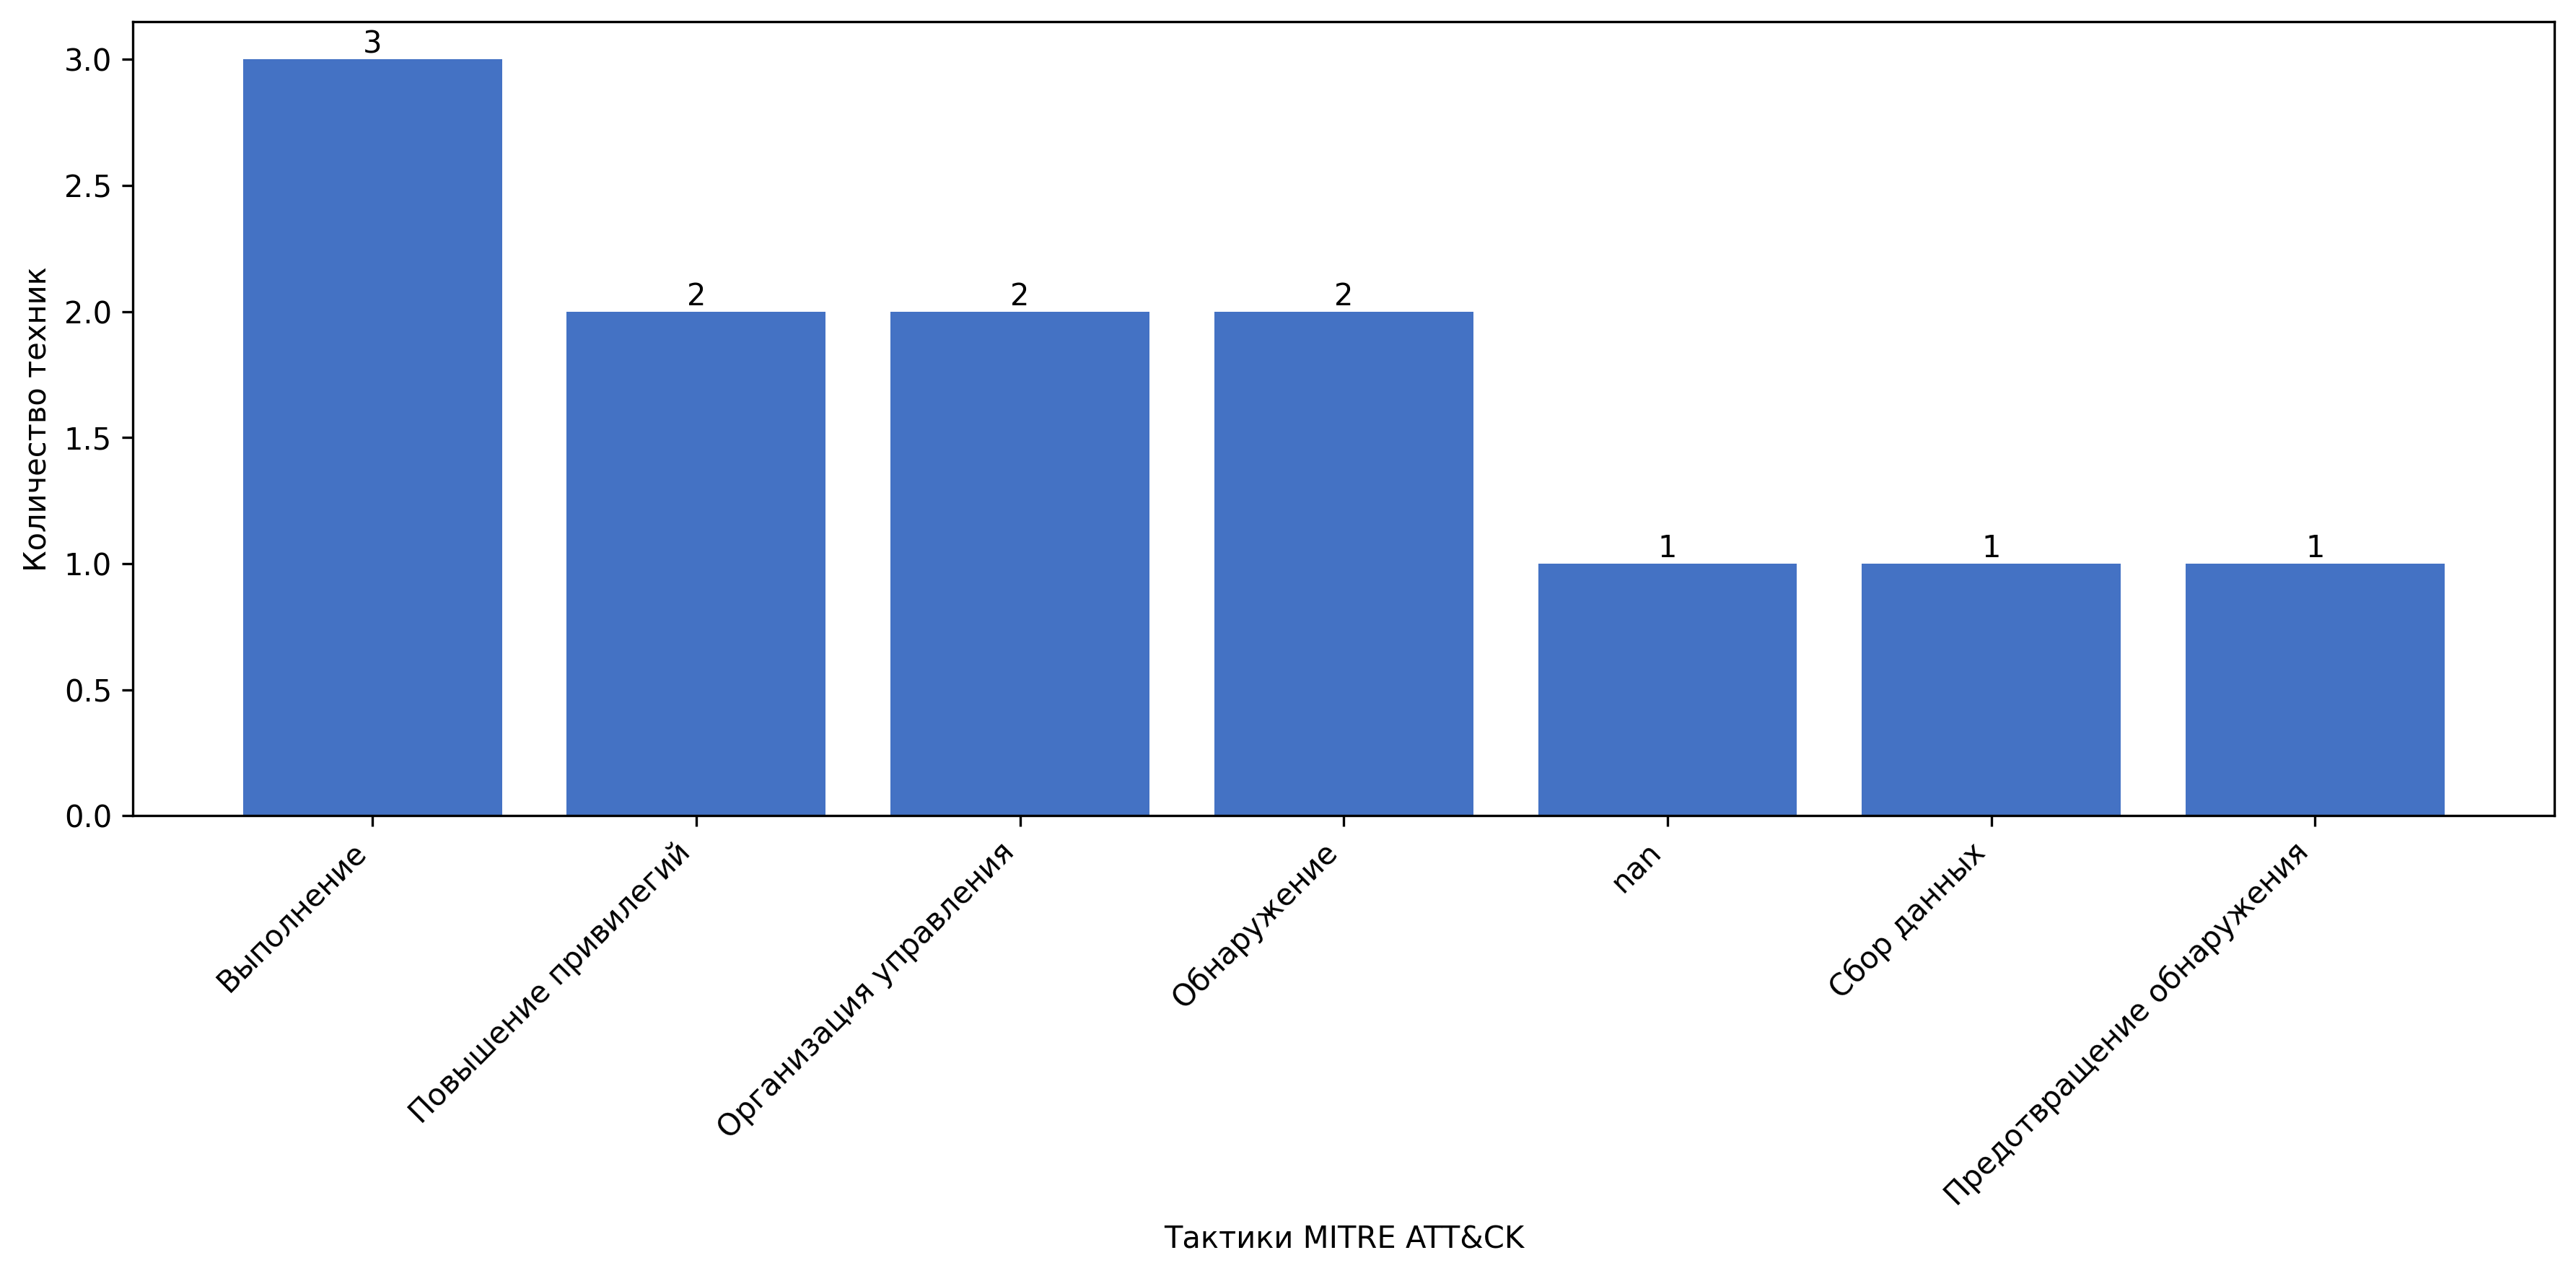 3
2
2
2
1
1
1
3.0
2.5
2.0
1.5
1.0
0.5
0.0
Количество техник
Выполнение
Повышение привилегий
Организация управления
Обнаружение
nan
Сбор данных
Предотвращение обнаружения
Тактики MITRE ATT&CK